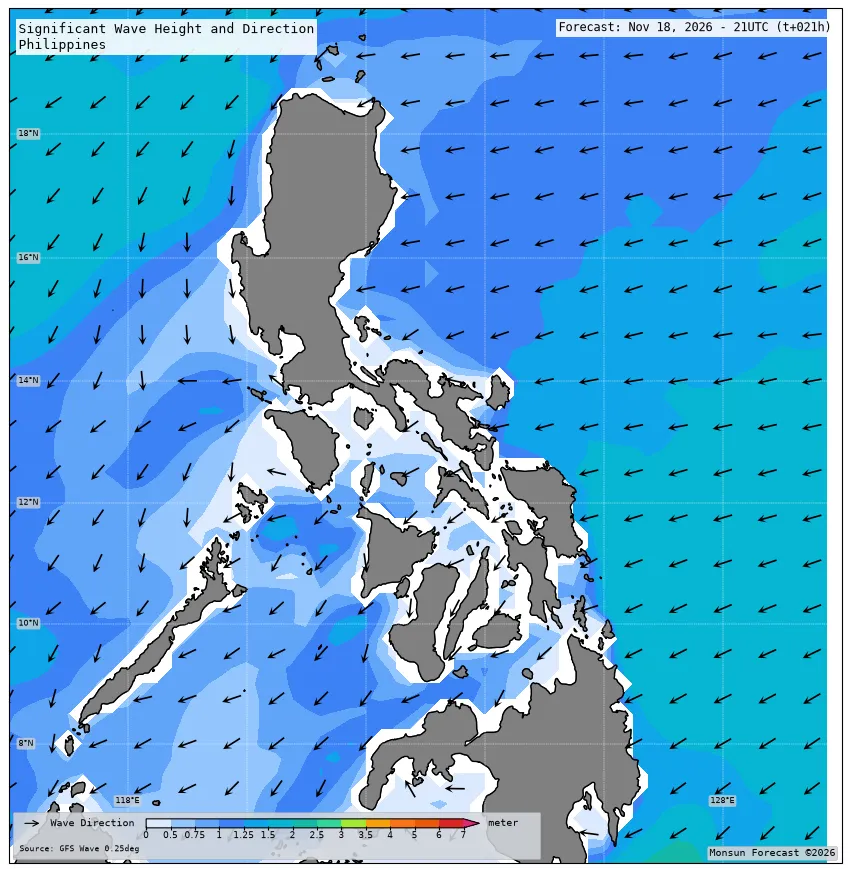 Significant Wave Height and Direction
Philippines
Forecast: Nov 18, 2026 - 21UTC (t+021h)
18°N
16°N
14°N
12°N
10°N
8°N
118°E
128°E
Wave Direction
0 0.5 0.75 1 1.25 1.5 2 2.5 3 3.5 4 5 6 7
meter
Source: GFS Wave 0.25deg
Monsun Forecast ©2026